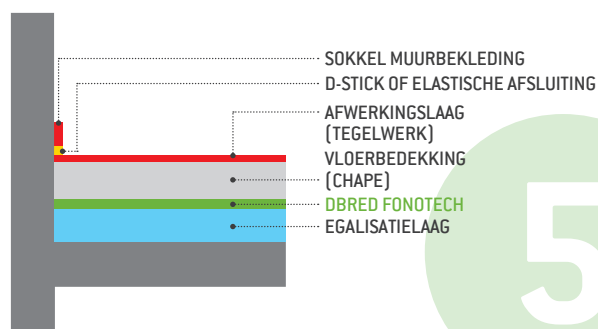 SOKKEL MUURBEKLEDING
D-STICK OF ELASTISCHE AFSLUITING
AFWERKINGSLAAG
(TEGELWERK)
VLOERBEDEKKING
(CHAPE)
DBRED FONOTECH
EGALISATIELAAG
5